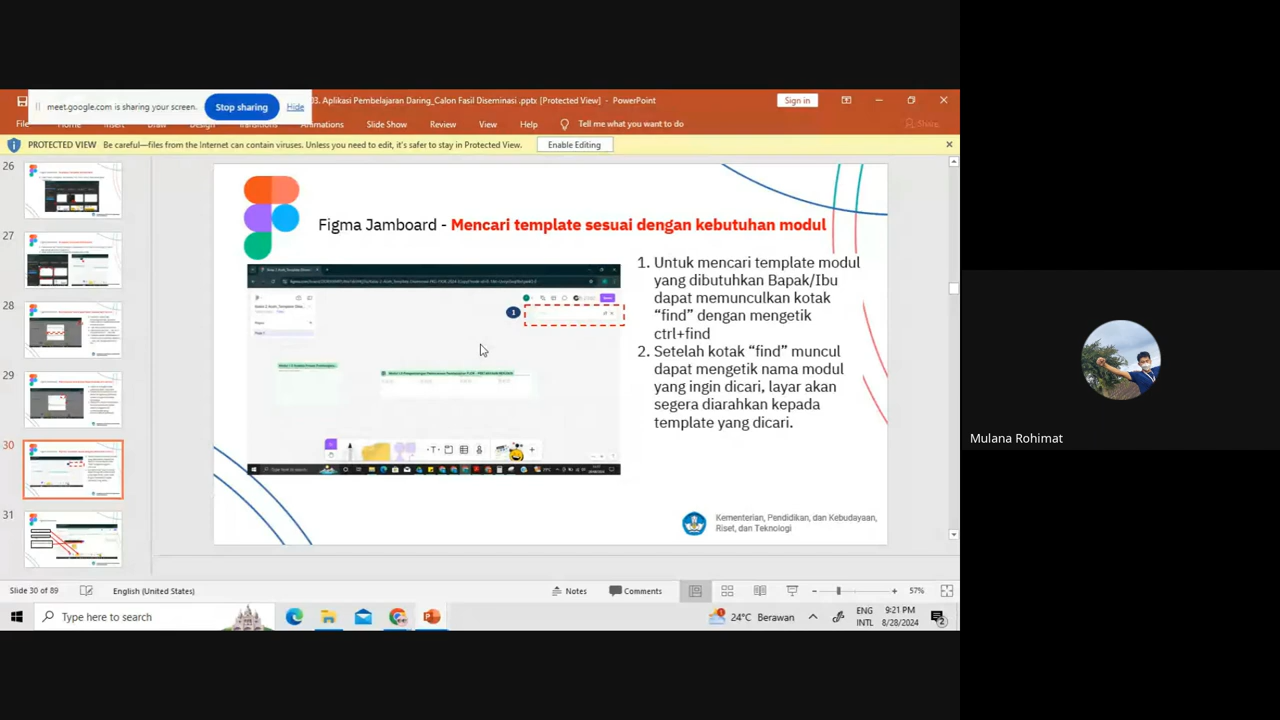 meet.google.com is sharing your screen.
Stop sharing
Hide
03. Aplikasi Pembelajaran Daring_Calon Fasil Diseminasi .pptx [Protected View] - PowerPoint
Sign in
File
Home
Insert
Draw
Design
Transitions
Animations
Slide Show
Review
View
Help
Tell me what you want to do
Share
PROTECTED VIEW
Be careful—files from the Internet can contain viruses. Unless you need to edit, it's safer to stay in Protected View.
Enable Editing
26
27
28
29
30
31
Figma Jamboard - Mencari template sesuai dengan kebutuhan modul
1
1. Untuk mencari template modul
yang dibutuhkan Bapak/Ibu
dapat memunculkan kotak
“find” dengan mengetik
ctrl+find
2. Setelah kotak “find” muncul
dapat mengetik nama modul
yang ingin dicari, layar akan
segera diarahkan kepada
template yang dicari.
Kementerian, Pendidikan, dan Kebudayaan,
Riset, dan Teknologi
Mulana Rohimat
Slide 30 of 89
English (United States)
Notes
Comments
57%
Type here to search
24°C Berawan
ENG
INTL
9:21 PM
8/28/2024
2